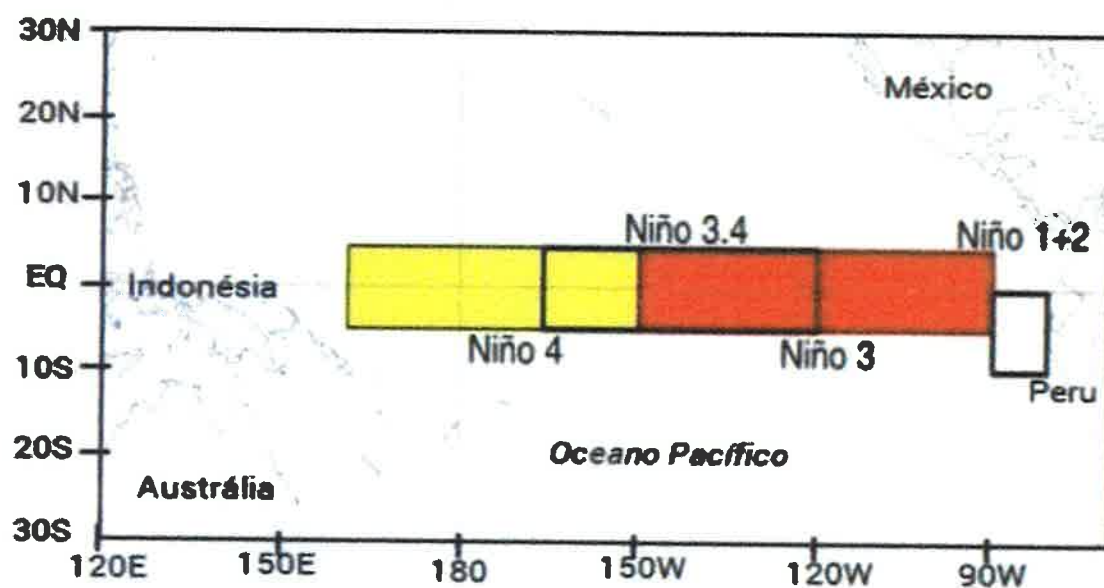 30N
México
20N
10N
Niño 3.4
Niño 1+2
EQ
Indonésia
Niño 4
Niño 3
10S
Peru
20S
Oceano Pacífico
Austrália
30S
120E 150E 180 150W 120W 90W